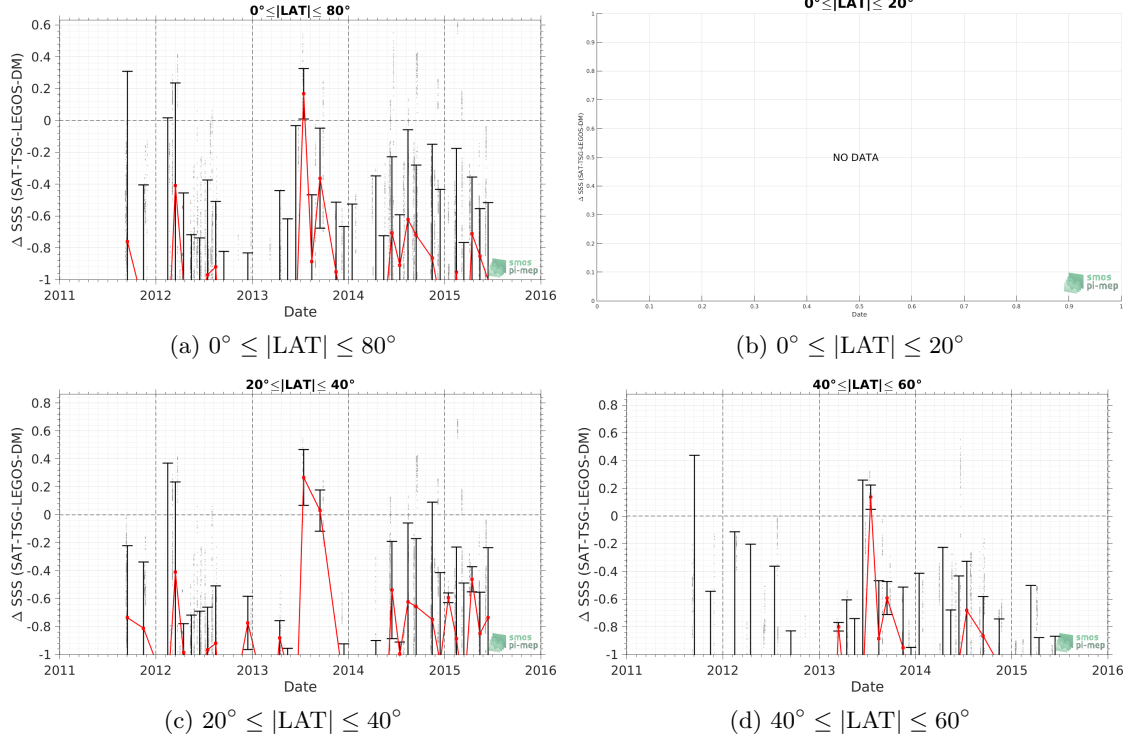 0°≤|LAT|≤ 80°
Δ SSS (SAT-TSG-LEGOS-DM)
0.6
0.4
0.2
0
-0.2
-0.4
-0.6
-0.8
-1
2011 2012 2013 2014 2015 2016
Date
smos
pi-mep
(a) 0° ≤ |LAT| ≤ 80°
0°≤|LAT|≤ 20°
Δ SSS (SAT-TSG-LEGOS-DM)
1
0.9
0.8
0.7
0.6
0.5
0.4
0.3
0.2
0.1
0
NO DATA
0 0.1 0.2 0.3 0.4 0.5 0.6 0.7 0.8 0.9 1
Date
smos
pi-mep
(b) 0° ≤ |LAT| ≤ 20°
20°≤|LAT|≤ 40°
Δ SSS (SAT-TSG-LEGOS-DM)
0.8
0.6
0.4
0.2
0
-0.2
-0.4
-0.6
-0.8
-1
2011 2012 2013 2014 2015 2016
Date
smos
pi-mep
(c) 20° ≤ |LAT| ≤ 40°
40°≤|LAT|≤ 60°
Δ SSS (SAT-TSG-LEGOS-DM)
0.8
0.6
0.4
0.2
0
-0.2
-0.4
-0.6
-0.8
-1
2011 2012 2013 2014 2015 2016
Date
smos
pi-mep
(d) 40° ≤ |LAT| ≤ 60°